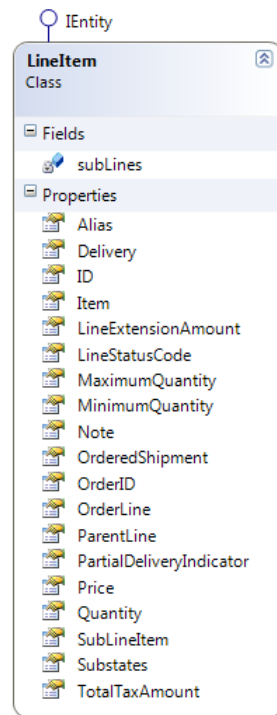 IEntity
LineItem
Class
Fields
subLines
Properties
Alias
Delivery
ID
Item
LineExtensionAmount
LineStatusCode
MaximumQuantity
MinimumQuantity
Note
OrderedShipment
OrderID
OrderLine
ParentLine
PartialDeliveryIndicator
Price
Quantity
SubLineItem
Substates
TotalTaxAmount